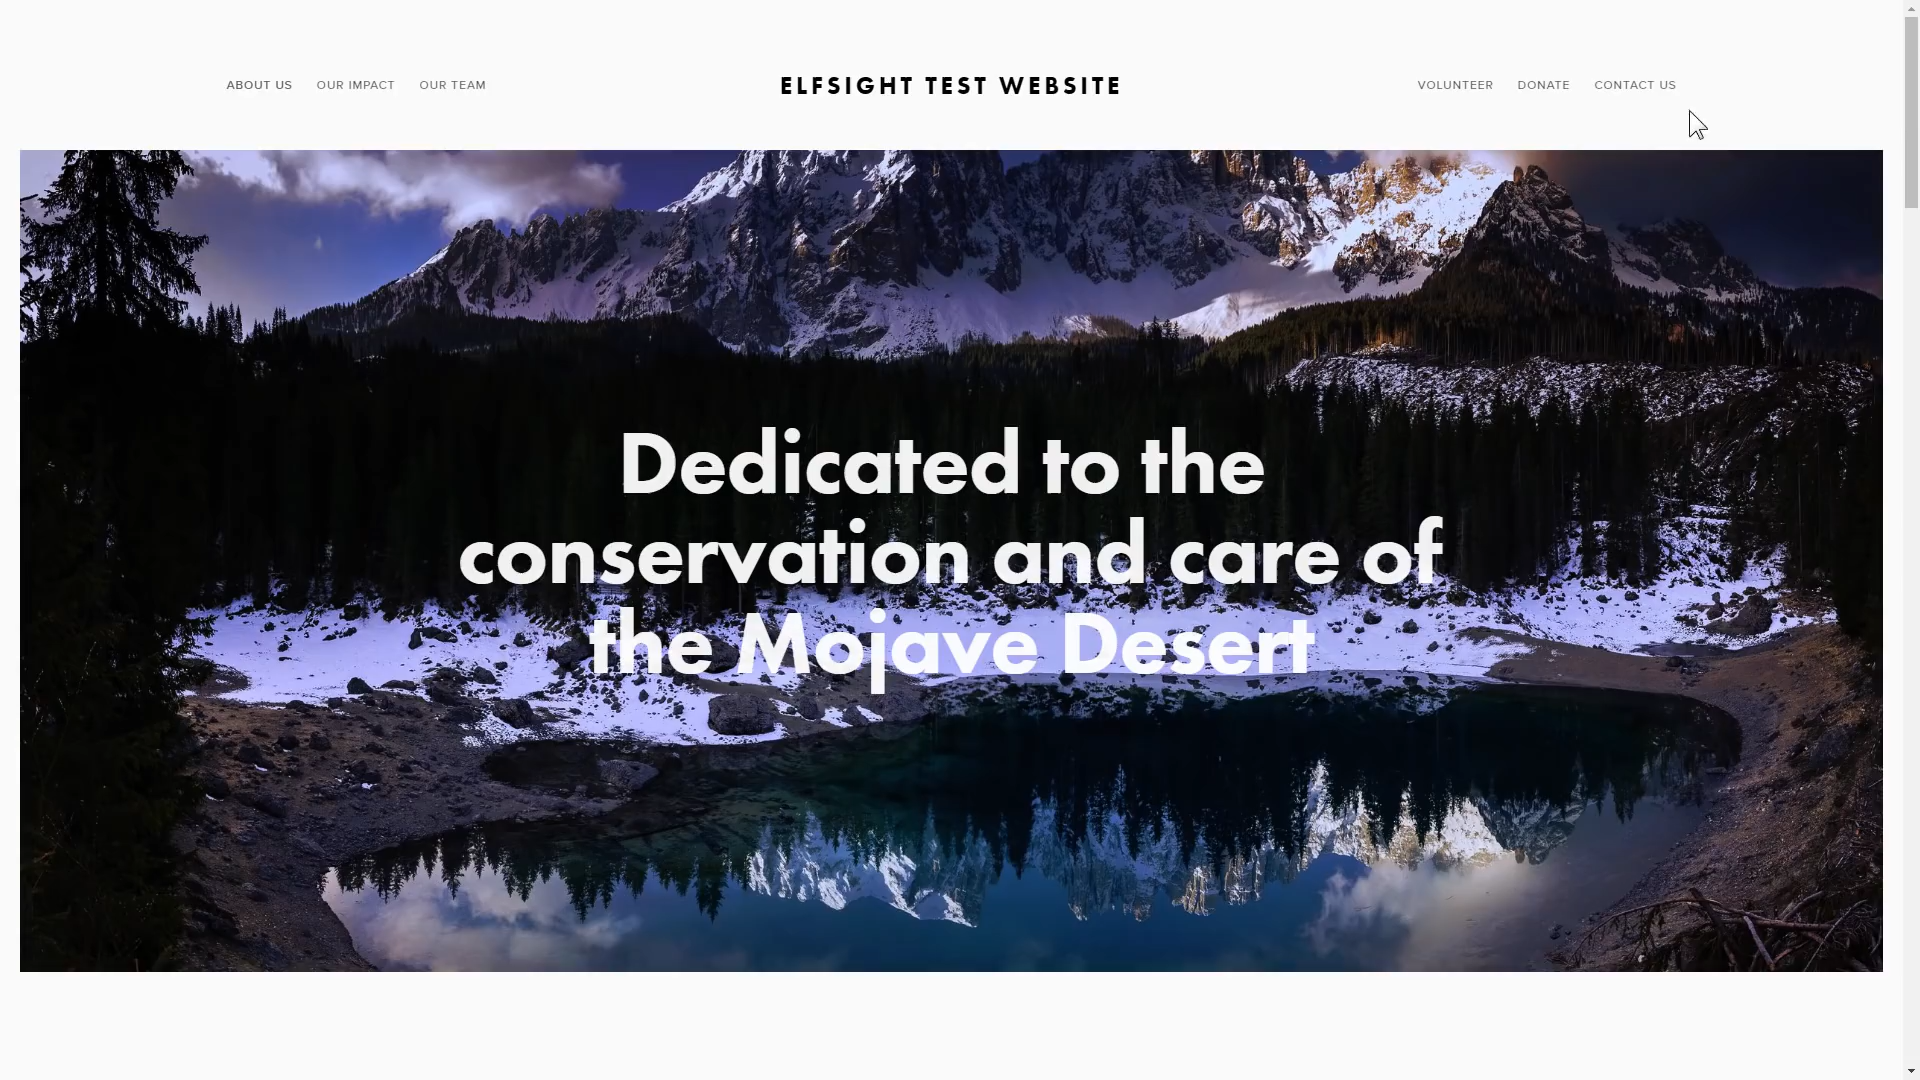 ABOUT US OUR IMPACT OUR TEAM ELFSIGHT TEST WEBSITE VOLUNTEER DONATE CONTACT US
Dedicated to the
conservation and care of
the Mojave Desert